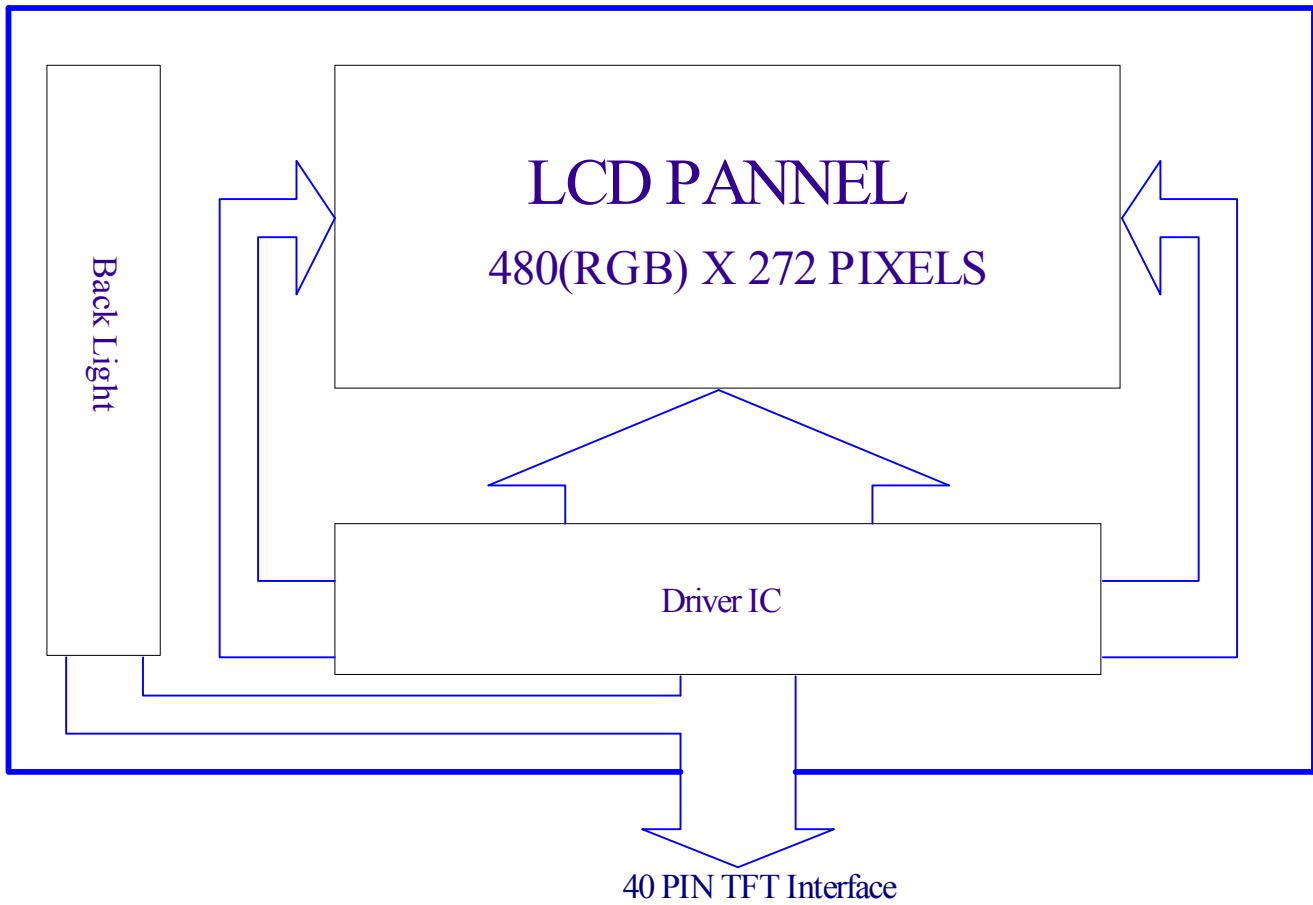 LCD PANNEL
480(RGB) X 272 PIXELS
Back Light
Driver IC
40 PIN TFT Interface